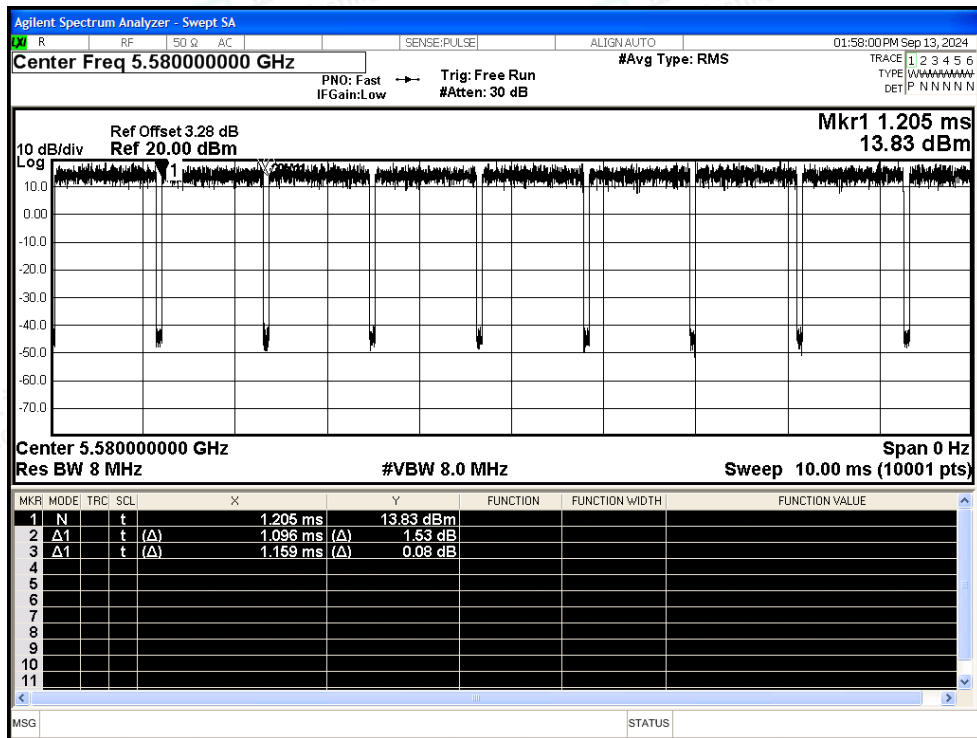 Agilent Spectrum Analyzer - Swept SA
LXI R RF 50 Ω AC SENSE:PULSE ALIGN AUTO 01:58:00 PM Sep 13, 2024
Center Freq 5.580000000 GHz
#Avg Type: RMS
TRACE 1 2 3 4 5 6
PNO: Fast
Trig: Free Run
TYPE
IFGain:Low
#Atten: 30 dB
DET P N N N N N
Mkr1 1.205 ms
Ref Offset 3.28 dB
10 dB/div Ref 20.00 dBm
13.83 dBm
Log
1
10.0
0.00
-10.0
-20.0
-30.0
-40.0
-50.0
-60.0
-70.0
Center 5.580000000 GHz Span 0 Hz
Res BW 8 MHz #VBW 8.0 MHz Sweep 10.00 ms (10001 pts)
MKR MODE TRC SCL X Y FUNCTION FUNCTION WIDTH FUNCTION VALUE
1 N t 1.205 ms 13.83 dBm
2 Δ1 t (Δ) 1.096 ms (Δ) 1.53 dB
3 Δ1 t (Δ) 1.159 ms (Δ) 0.08 dB
4
5
6
7
8
9
10
11
MSG STATUS